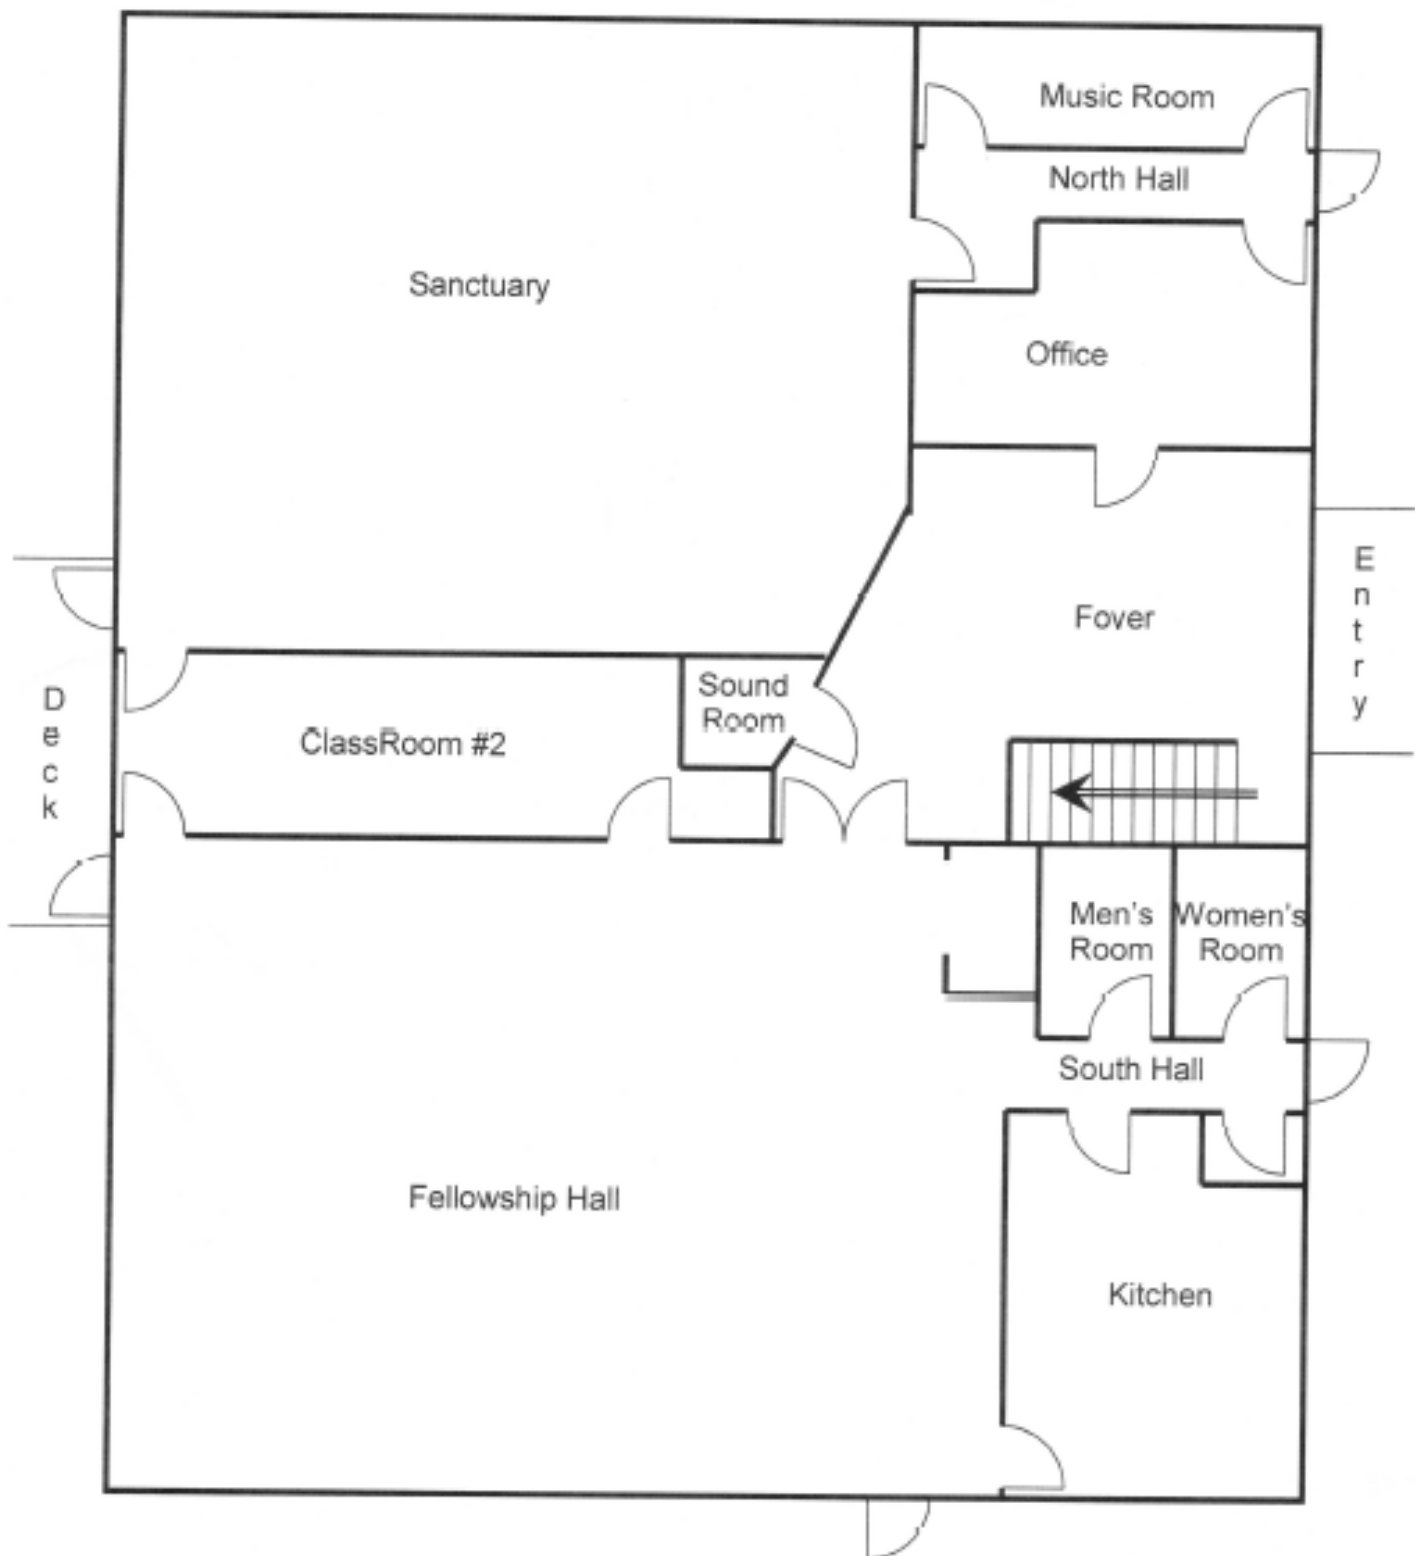 Music Room
North Hall
Sanctuary
Office
Entry
Fover
Sound
Room
Deck
ClassRoom #2
Men's
Room
Women's
Room
South Hall
Fellowship Hall
Kitchen